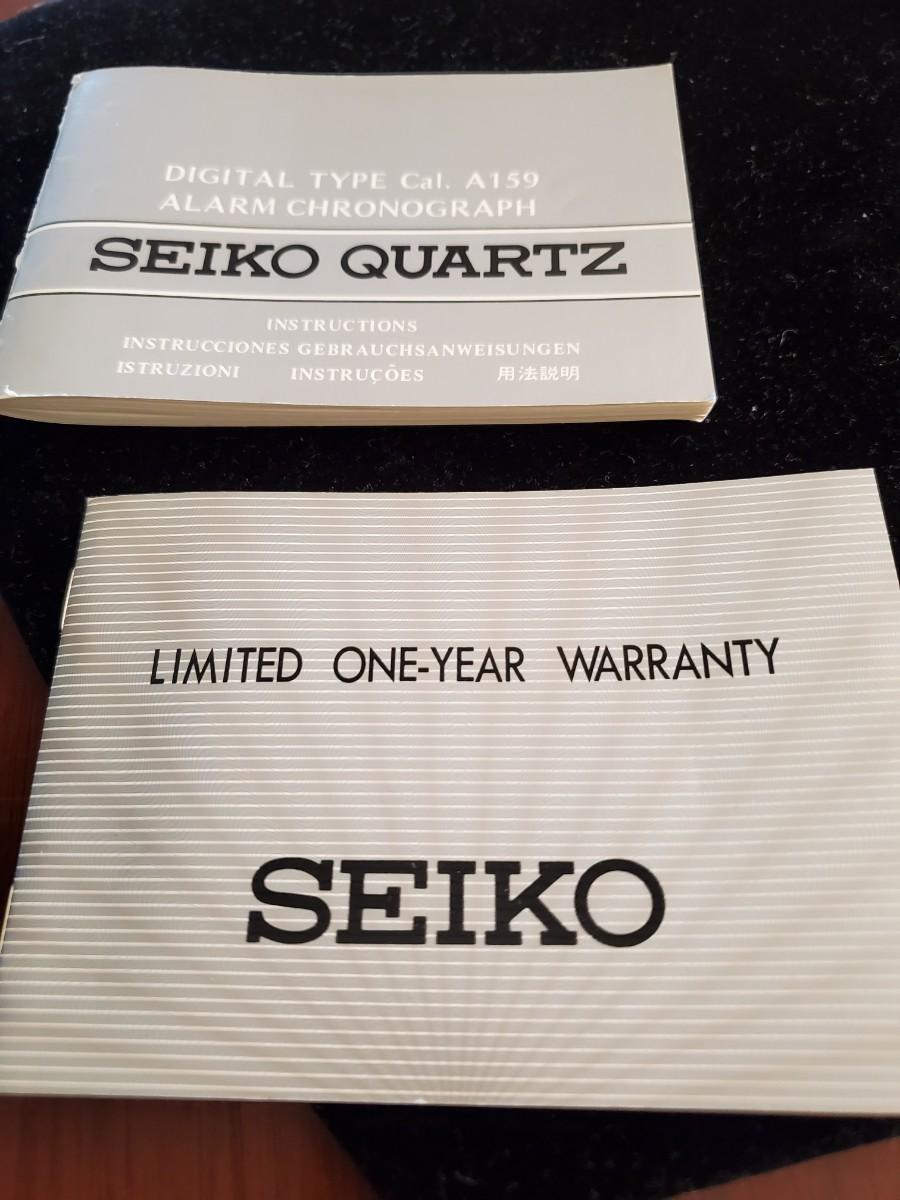 DIGITAL TYPE Cal. A159
ALARM CHRONOGRAPH
SEIKO QUARTZ
INSTRUCTIONS
INSTRUCCIONES GEBRAUCHSANWEISUNGEN
ISTRUZIONI INSTRUÇÕES 用法説明
LIMITED ONE-YEAR WARRANTY
SEIKO